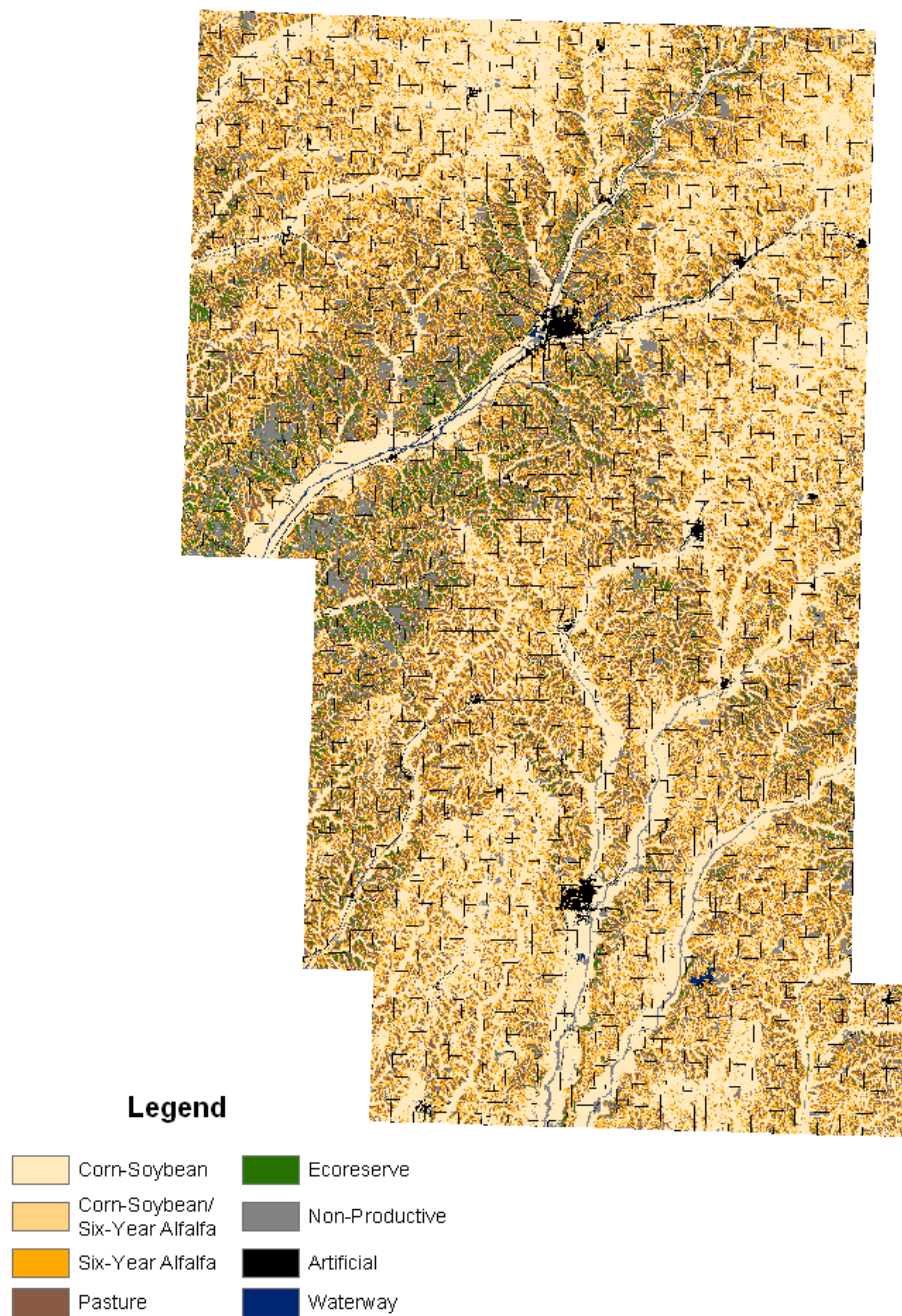 Legend
Corn-Soybean
Corn-Soybean/
Six-Year Alfalfa
Six-Year Alfalfa
Pasture
Ecoreserve
Non-Productive
Artificial
Waterway